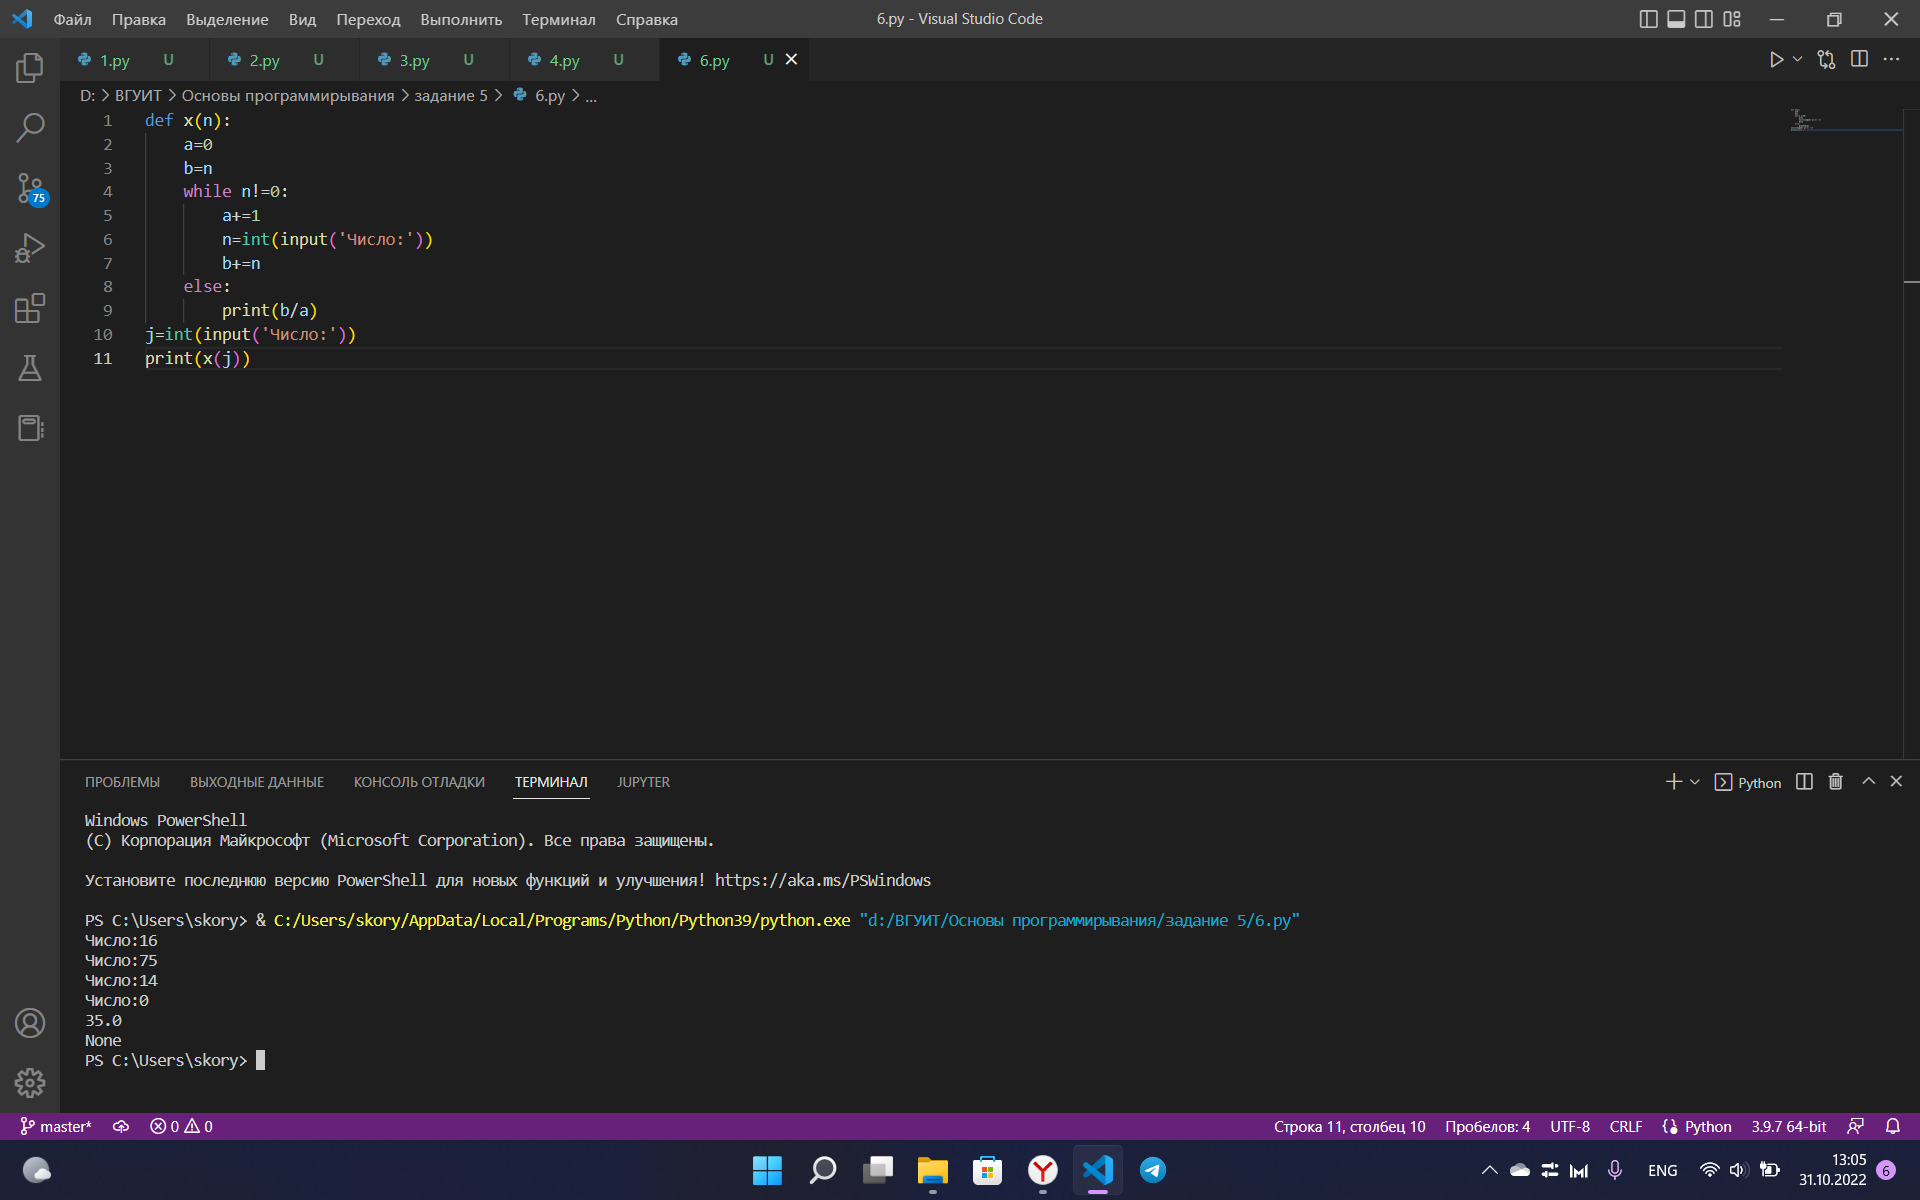 Файл Правка Выделение Вид Переход Выполнить Терминал Справка 6.py - Visual Studio Code
1.py U 2.py U 3.py U 4.py U 6.py U
D: > ВГУИТ > Основы программирывания > задание 5 > 6.py > ...
1 def x(n):
2 a=0
3 b=n
4 while n!=0:
5 a+=1
6 n=int(input('Число:'))
7 b+=n
8 else:
9 print(b/a)
10 j=int(input('Число:'))
11 print(x(j))
75
ПРОБЛЕМЫ ВЫХОДНЫЕ ДАННЫЕ КОНСОЛЬ ОТЛАДКИ ТЕРМИНАЛ JUPYTER Python
Windows PowerShell
(C) Корпорация Майкрософт (Microsoft Corporation). Все права защищены.
Установите последнюю версию PowerShell для новых функций и улучшения! https://aka.ms/PSWindows
PS C:\Users\skory> & C:/Users/skory/AppData/Local/Programs/Python/Python39/python.exe "d:/ВГУИТ/Основы программирывания/задание 5/6.py"
Число:16
Число:75
Число:14
Число:0
35.0
None
PS C:\Users\skory>
master* 0 0 Строка 11, столбец 10 Пробелов: 4 UTF-8 CRLF Python 3.9.7 64-bit
ENG 13:05
31.10.2022 6